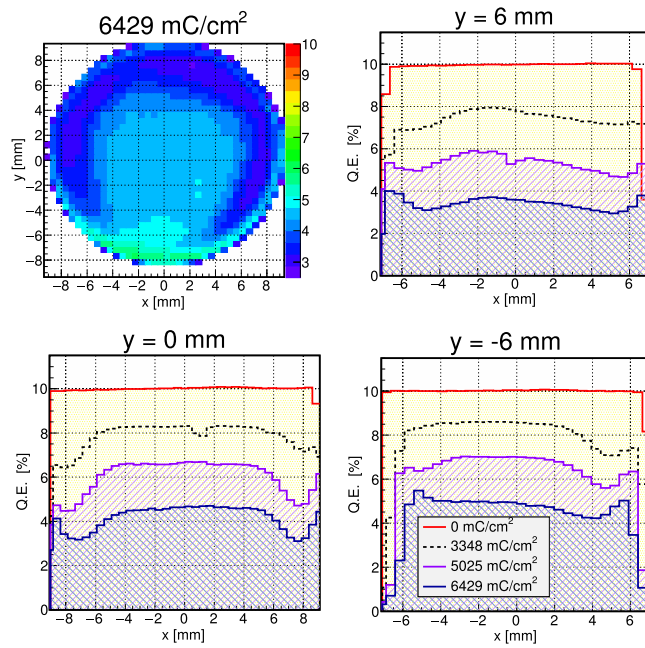 6429 mC/cm²
y [mm]
8
6
4
2
0
−2
−4
−6
−8
−8 −6 −4 −2 0 2 4 6 8
x [mm]
10
9
8
7
6
5
4
3
y = 6 mm
Q.E. [%]
10
8
6
4
2
0
−6 −4 −2 0 2 4 6
x [mm]
y = 0 mm
Q.E. [%]
10
8
6
4
2
0
−8 −6 −4 −2 0 2 4 6 8
x [mm]
y = -6 mm
Q.E. [%]
10
8
6
4
2
0
0 mC/cm²
3348 mC/cm²
5025 mC/cm²
6429 mC/cm²
−6 −4 −2 0 2 4 6
x [mm]